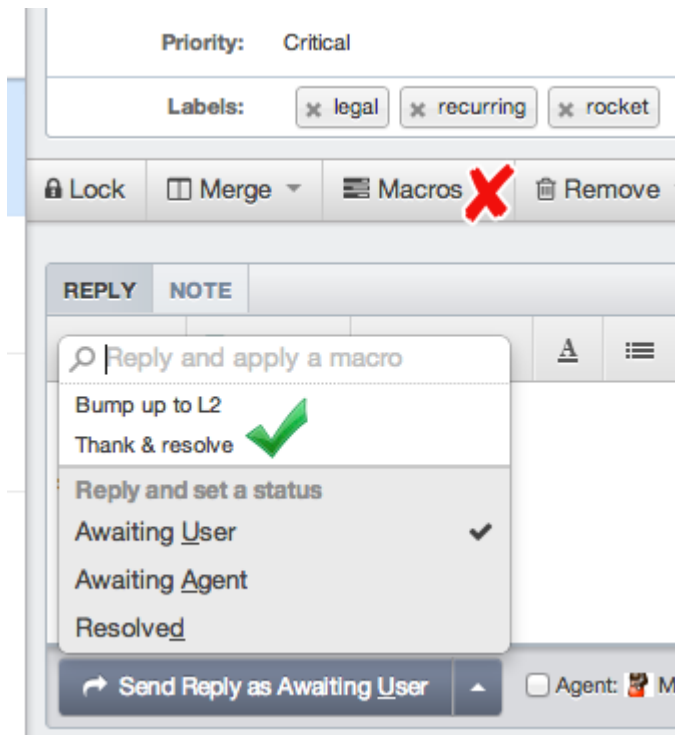 Priority: Critical
Labels: legal recurring rocket
Lock Merge Macros Remove
REPLY NOTE
Reply and apply a macro
A
Bump up to L2
Thank & resolve
Reply and set a status
Awaiting User
Awaiting Agent
Resolved
Send Reply as Awaiting User Agent: M